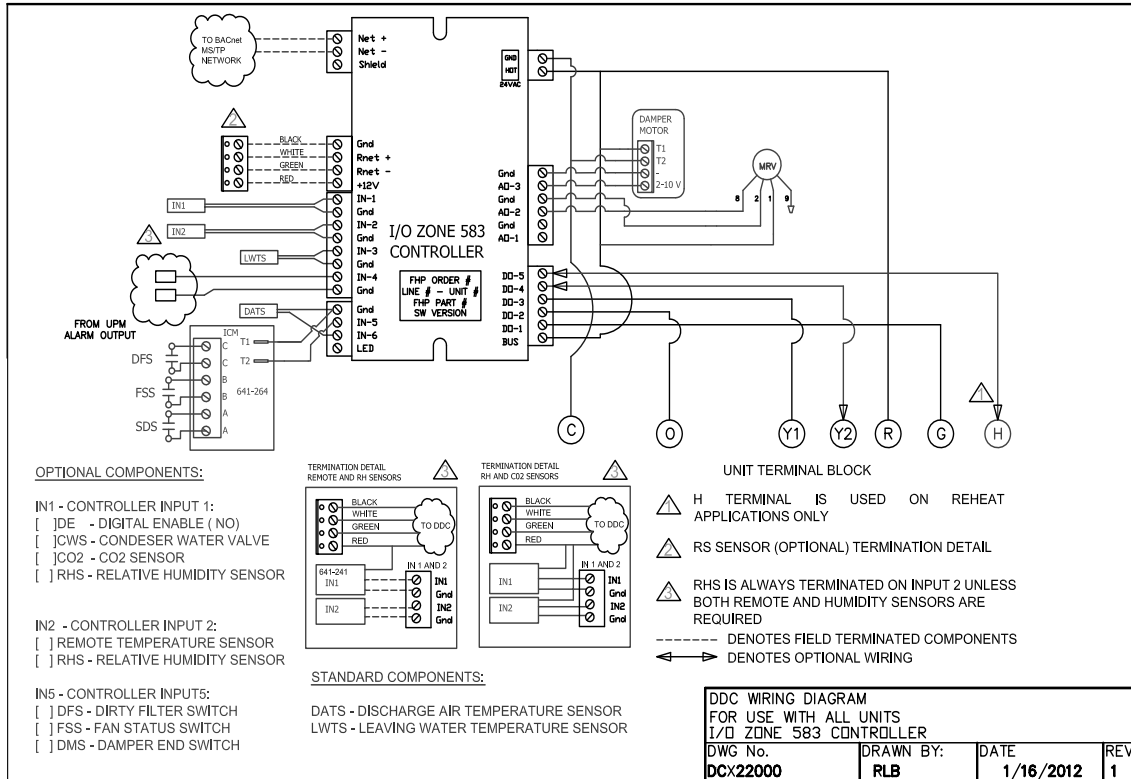 TO BACnet
MS/TP
NETWORK
Net +
Net -
Shield
GND
HOT
24VAC
2
BLACK
WHITE
GREEN
RED
Gnd
Rnet +
Rnet -
+12V
IN-1
Gnd
IN-2
Gnd
IN-3
Gnd
IN-4
Gnd
Gnd
IN-5
IN-6
LED
IN1
IN2
3
LWTS
DATS
FROM UPM
ALARM OUTPUT
I/O ZONE 583
CONTROLLER
FHP ORDER #
LINE # - UNIT #
FHP PART #
SW VERSION
Gnd
AO-3
Gnd
AO-2
Gnd
AO-1
DO-5
DO-4
DO-3
DO-2
DO-1
BUS
DAMPER
MOTOR
T1
T2
-
2-10 V
MRV
8
2
1
9
ICM
T1
T2
641-264
C
C
B
B
A
A
DFS
FSS
SDS
1
C
O
Y1
Y2
R
G
H
UNIT TERMINAL BLOCK
OPTIONAL COMPONENTS:
IN1 - CONTROLLER INPUT 1:
[ ]DE - DIGITAL ENABLE ( NO)
[ ]CWS - CONDESER WATER VALVE
[ ]CO2 - CO2 SENSOR
[ ] RHS - RELATIVE HUMIDITY SENSOR
IN2 - CONTROLLER INPUT 2:
[ ] REMOTE TEMPERATURE SENSOR
[ ] RHS - RELATIVE HUMIDITY SENSOR
IN5 - CONTROLLER INPUT5:
[ ] DFS - DIRTY FILTER SWITCH
[ ] FSS - FAN STATUS SWITCH
[ ] DMS - DAMPER END SWITCH
TERMINATION DETAIL
REMOTE AND RH SENSORS
3
BLACK
WHITE
GREEN
RED
TO DDC
641-241
IN1
IN2
IN 1 AND 2
IN1
Gnd
IN2
Gnd
TERMINATION DETAIL
RH AND C02 SENSORS
3
BLACK
WHITE
GREEN
RED
TO DDC
IN1
IN2
IN 1 AND 2
IN1
Gnd
IN2
Gnd
STANDARD COMPONENTS:
DATS - DISCHARGE AIR TEMPERATURE SENSOR
LWTS - LEAVING WATER TEMPERATURE SENSOR
1 H TERMINAL IS USED ON REHEAT
APPLICATIONS ONLY
2 RS SENSOR (OPTIONAL) TERMINATION DETAIL
3 RHS IS ALWAYS TERMINATED ON INPUT 2 UNLESS
BOTH REMOTE AND HUMIDITY SENSORS ARE
REQUIRED
DENOTES FIELD TERMINATED COMPONENTS
DENOTES OPTIONAL WIRING
DDC WIRING DIAGRAM
FOR USE WITH ALL UNITS
I/O ZONE 583 CONTROLLER
DWG No. DRAWN BY: DATE REV
DCX22000 RLB 1/16/2012 1